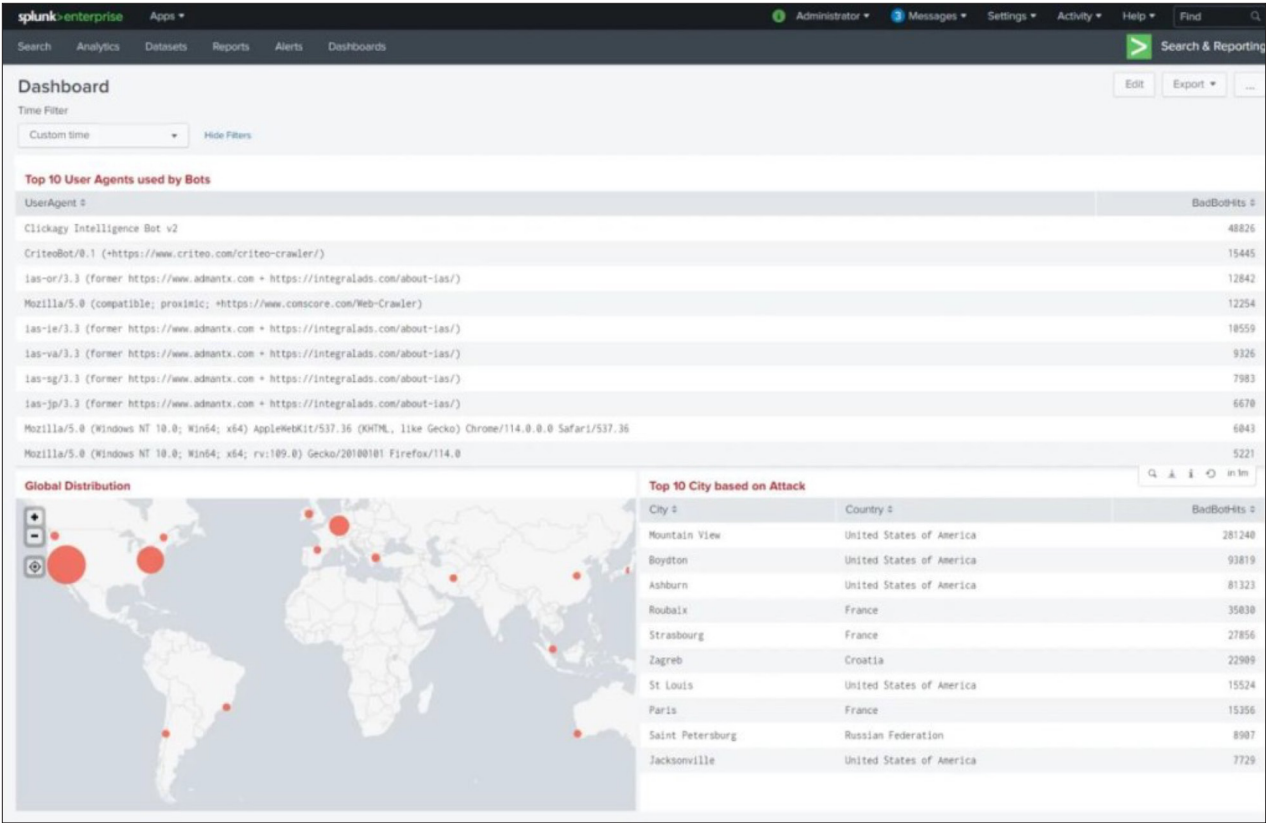 splunk>enterprise Apps Administrator 3 Messages Settings Activity Help Find
Search Analytics Datasets Reports Alerts Dashboards Search & Reporting
Dashboard Edit Export ...
Time Filter
Custom time Hide Filters
Top 10 User Agents used by Bots
UserAgent BadBotHits
Clickagy Intelligence Bot v2 48826
CriteoBot/0.1 (+https://www.criteo.com/criteo-crawler/) 15445
ias-or/3.3 (former https://www.admantx.com + https://integralads.com/about-ias/) 12842
Mozilla/5.0 (compatible; proximic; +https://www.comscore.com/Web-Crawler) 12254
ias-ie/3.3 (former https://www.admantx.com + https://integralads.com/about-ias/) 10559
ias-va/3.3 (former https://www.admantx.com + https://integralads.com/about-ias/) 9326
ias-sg/3.3 (former https://www.admantx.com + https://integralads.com/about-ias/) 7983
ias-jp/3.3 (former https://www.admantx.com + https://integralads.com/about-ias/) 6670
Mozilla/5.0 (Windows NT 10.0; Win64; x64) AppleWebKit/537.36 (KHTML, like Gecko) Chrome/114.0.0.0 Safari/537.36 6043
Mozilla/5.0 (Windows NT 10.0; Win64; x64; rv:109.0) Gecko/20100101 Firefox/114.0 5221
in 1m
Global Distribution
Top 10 City based on Attack
City Country BadBotHits
Mountain View United States of America 281240
Boydton United States of America 93819
Ashburn United States of America 81323
Roubaix France 35030
Strasbourg France 27856
Zagreb Croatia 22909
St Louis United States of America 15524
Paris France 15356
Saint Petersburg Russian Federation 8907
Jacksonville United States of America 7729